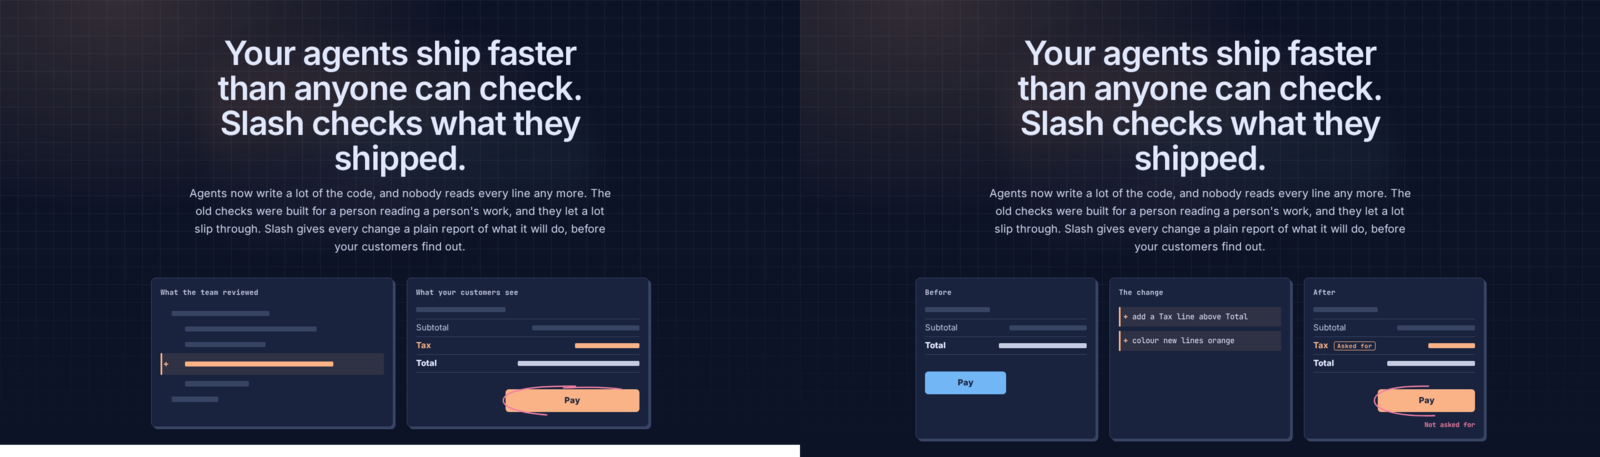 Your agents ship faster
than anyone can check.
Slash checks what they
shipped.
Agents now write a lot of the code, and nobody reads every line any more. The
old checks were built for a person reading a person's work, and they let a lot
slip through. Slash gives every change a plain report of what it will do, before
your customers find out.
What the team reviewed
+
What your customers see
Subtotal
Tax
Total
Pay
Your agents ship faster
than anyone can check.
Slash checks what they
shipped.
Agents now write a lot of the code, and nobody reads every line any more. The
old checks were built for a person reading a person's work, and they let a lot
slip through. Slash gives every change a plain report of what it will do, before
your customers find out.
Before
Subtotal
Total
Pay
The change
+ add a Tax line above Total
+ colour new lines orange
After
Subtotal
Tax Asked for
Total
Pay
Not asked for